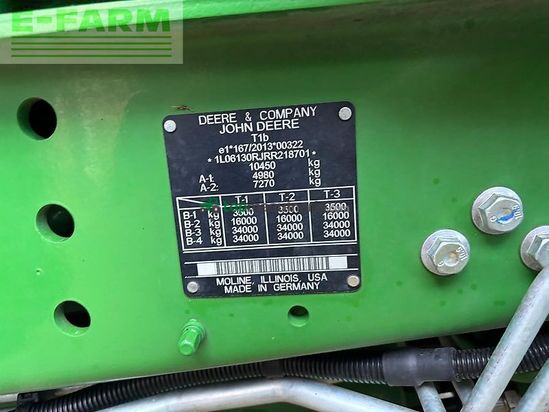 E-FARM
DEERE & COMPANY
JOHN DEERE
T1b
e1*167/2013*00322
* 1L06130RJRR218701 *
10450 kg
A-1: 4980 kg
A-2: 7270 kg
T-1 T-2 T-3
B-1 kg 3500 3500 3500
B-2 kg 16000 16000 16000
B-3 kg 34000 34000 34000
B-4 kg 34000 34000 34000
MOLINE, ILLINOIS, USA
MADE IN GERMANY